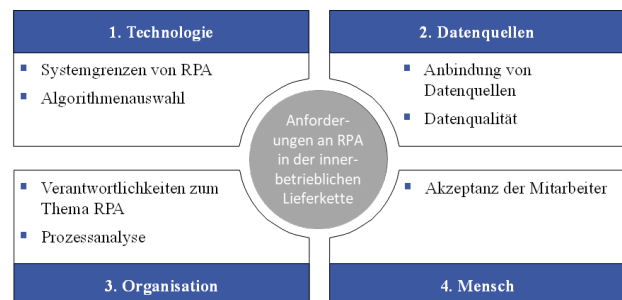 1. Technologie
Systemgrenzen von RPA
Algorithmenauswahl
2. Datenquellen
Anbindung von
Datenquellen
Datenqualität
Anforder-
ungen an RPA
in der inner-
betrieblichen
Lieferkette
Verantwortlichkeiten zum
Thema RPA
Prozessanalyse
3. Organisation
Akzeptanz der Mitarbeiter
4. Mensch